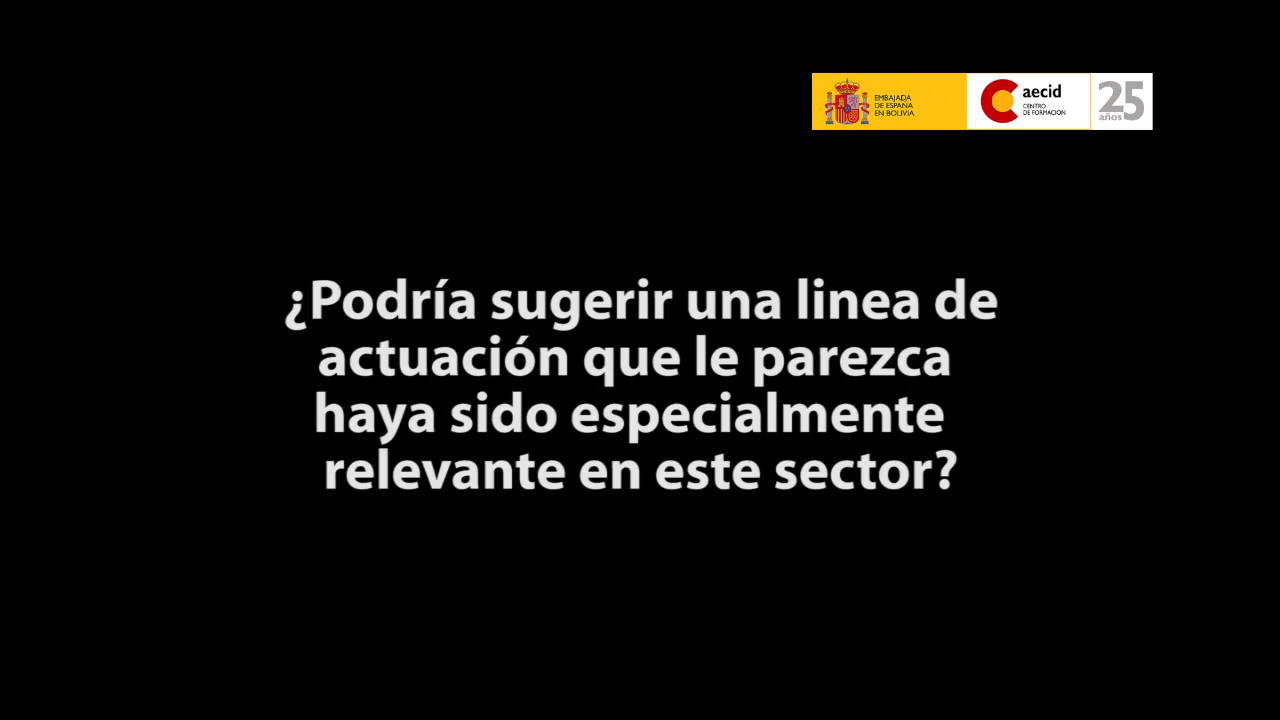 EMBAJADA
DE ESPAÑA
EN BOLIVIA
aecid
CENTRO
DE FORMACION
25
años
¿Podría sugerir una linea de
actuación que le parezca
haya sido especialmente
relevante en este sector?